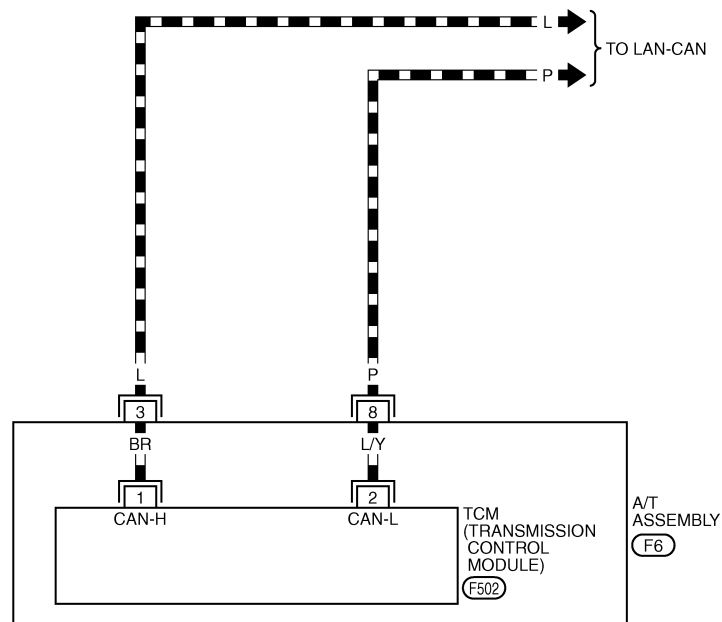 L
TO LAN-CAN
P
L
P
3
8
BR
L/Y
1
2
CAN-H
CAN-L
TCM
(TRANSMISSION
CONTROL
MODULE)
F502
A/T
ASSEMBLY
F6